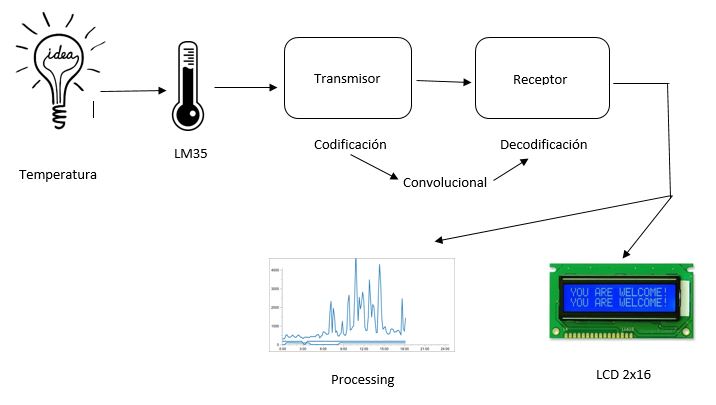 idea
Temperatura
LM35
Transmisor
Receptor
Codificación
Decodificación
Convolucional
4000
3000
2000
1000
0
0:00 3:00 6:00 9:00 12:00 15:00 18:00 21:00 24:00
Processing
YOU ARE WELCOME!
YOU ARE WELCOME!
LCD 2x16